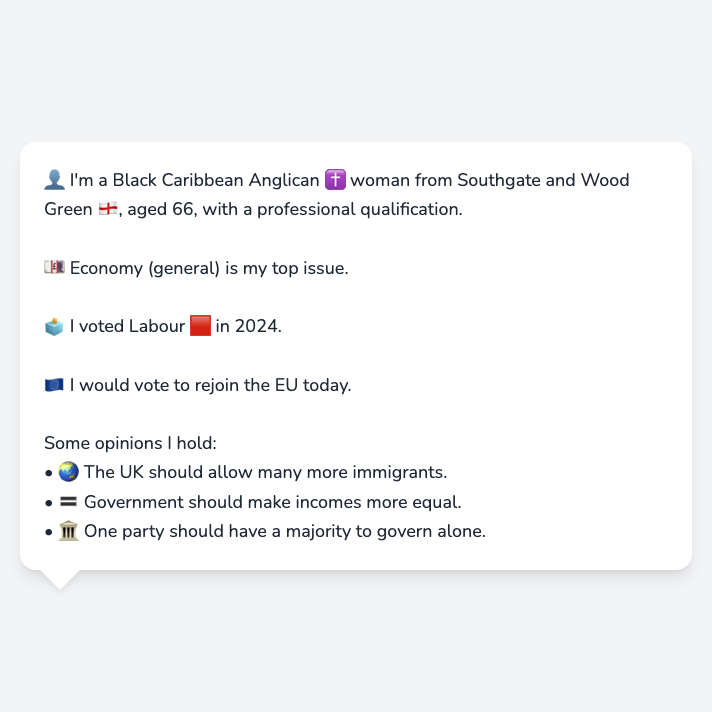 👤 I'm a Black Caribbean Anglican ✝️ woman from Southgate and Wood
Green 🏴󠁧󠁢󠁥󠁮󠁧󠁿, aged 66, with a professional qualification.
💷 Economy (general) is my top issue.
🗳️ I voted Labour 🟥 in 2024.
🇪🇺 I would vote to rejoin the EU today.
Some opinions I hold:
• 🌏 The UK should allow many more immigrants.
• 🟰 Government should make incomes more equal.
• 🏛️ One party should have a majority to govern alone.